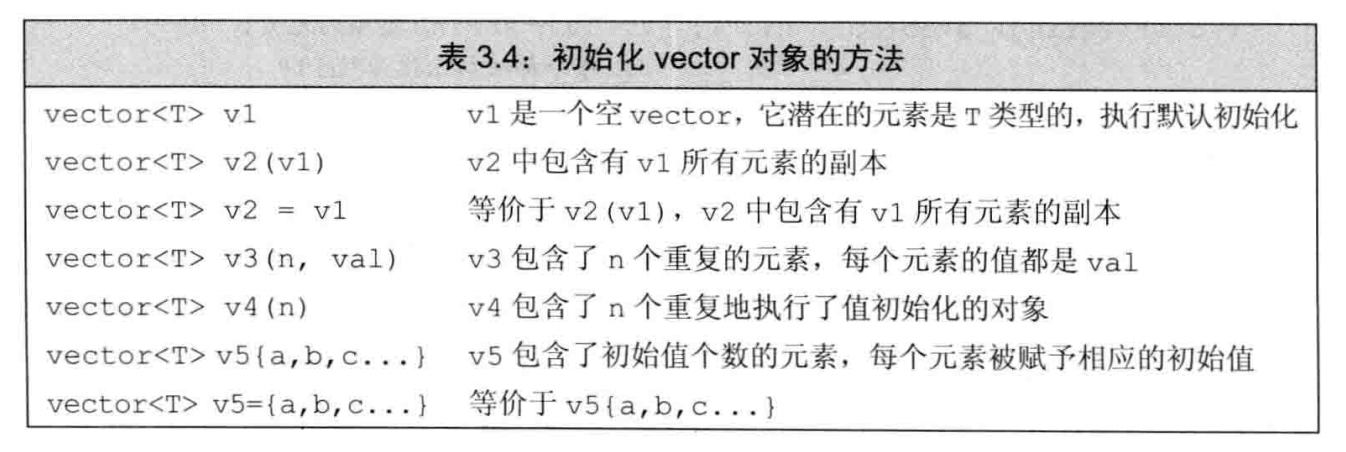 表 3.4：初始化 vector 对象的方法
vector<T> v1 v1 是一个空 vector，它潜在的元素是 T 类型的，执行默认初始化
vector<T> v2(v1) v2 中包含有 v1 所有元素的副本
vector<T> v2 = v1 等价于 v2(v1)，v2 中包含有 v1 所有元素的副本
vector<T> v3(n, val) v3 包含了 n 个重复的元素，每个元素的值都是 val
vector<T> v4(n) v4 包含了 n 个重复地执行了值初始化的对象
vector<T> v5{a,b,c...} v5 包含了初始值个数的元素，每个元素被赋予相应的初始值
vector<T> v5={a,b,c...} 等价于 v5{a,b,c...}